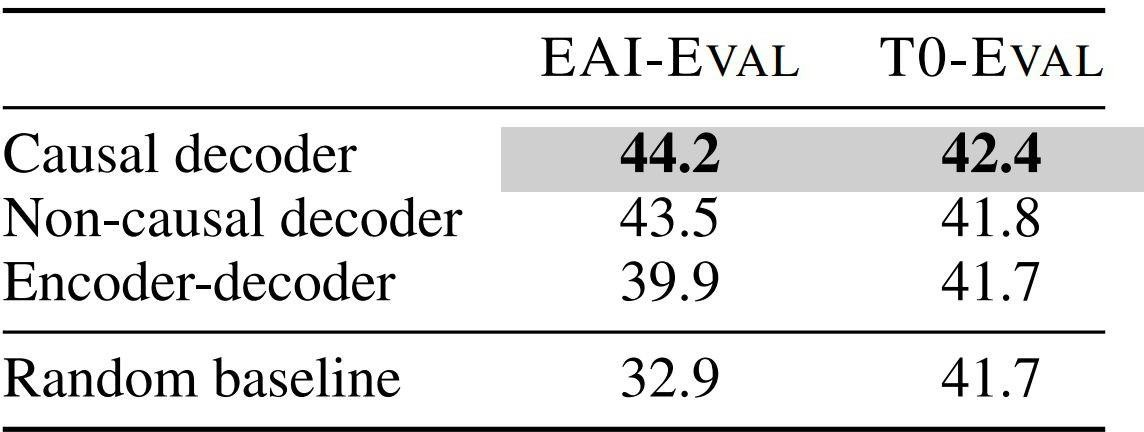 EAI-EVAL T0-EVAL
Causal decoder 44.2 42.4
Non-causal decoder 43.5 41.8
Encoder-decoder 39.9 41.7
Random baseline 32.9 41.7